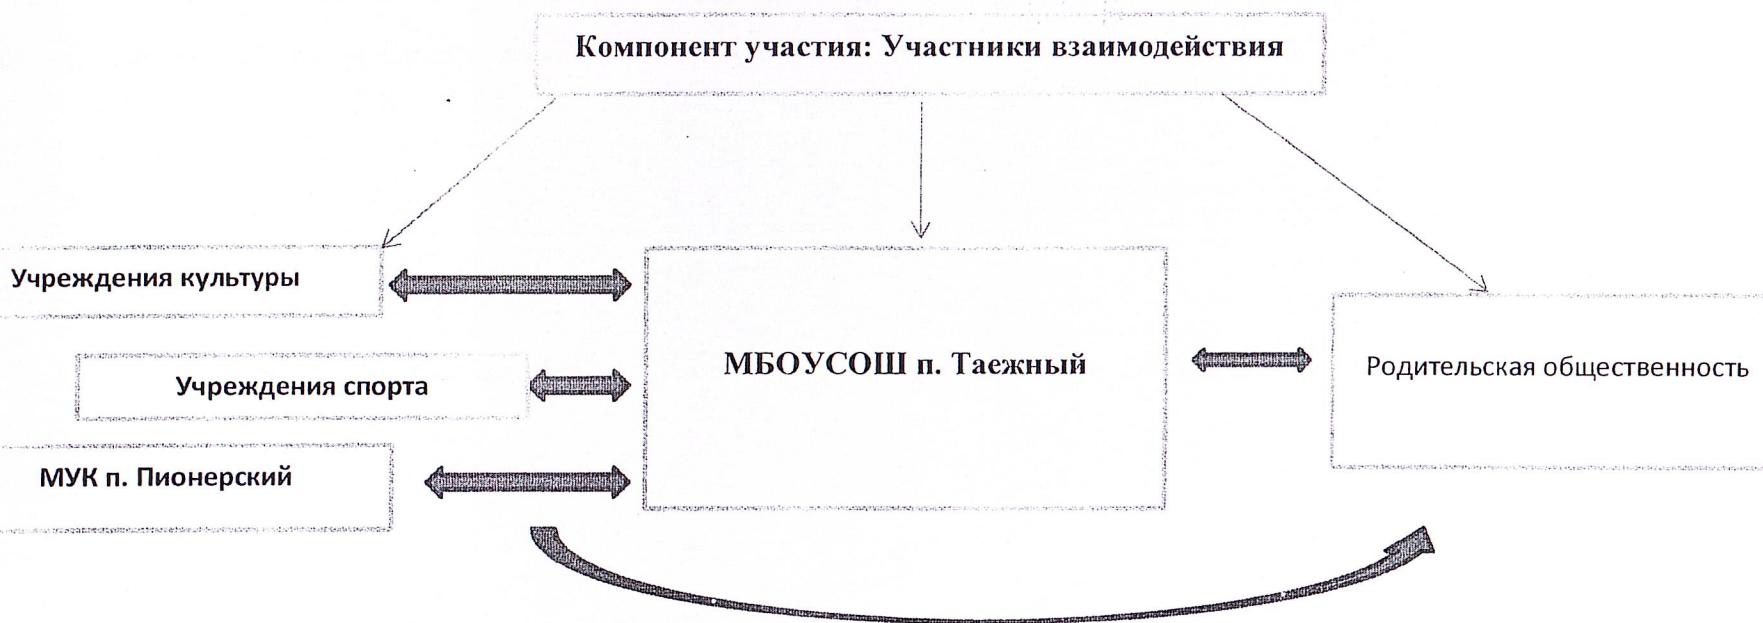 Компонент участия: Участники взаимодействия
Учреждения культуры
Учреждения спорта
МУК п. Пионерский
МБОУСОШ п. Таежный
Родительская общественность